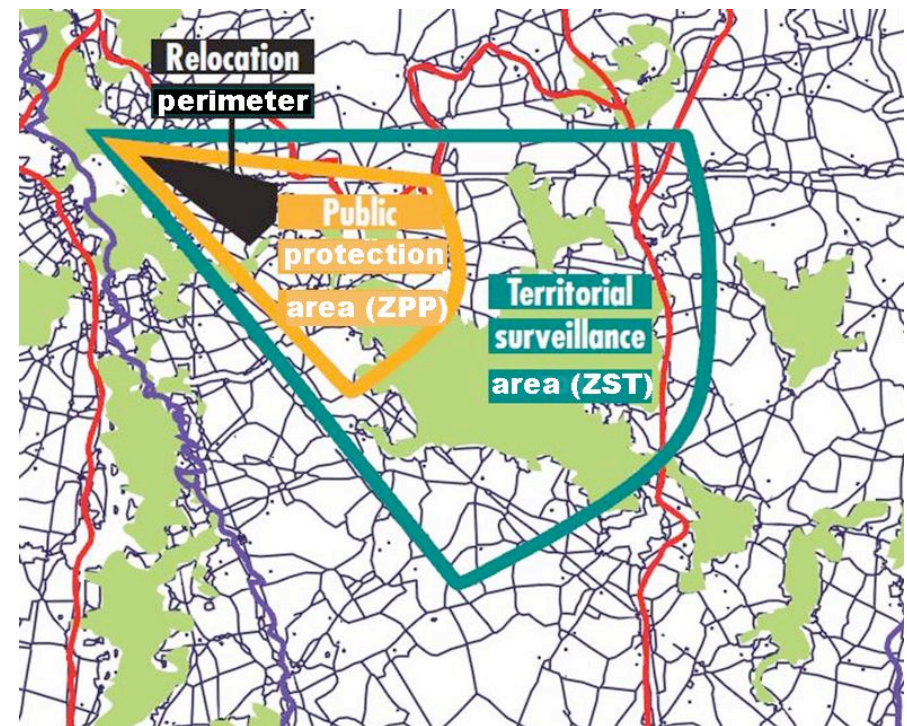 Relocation
perimeter
Public
protection
area (ZPP)
Territorial
surveillance
area (ZST)